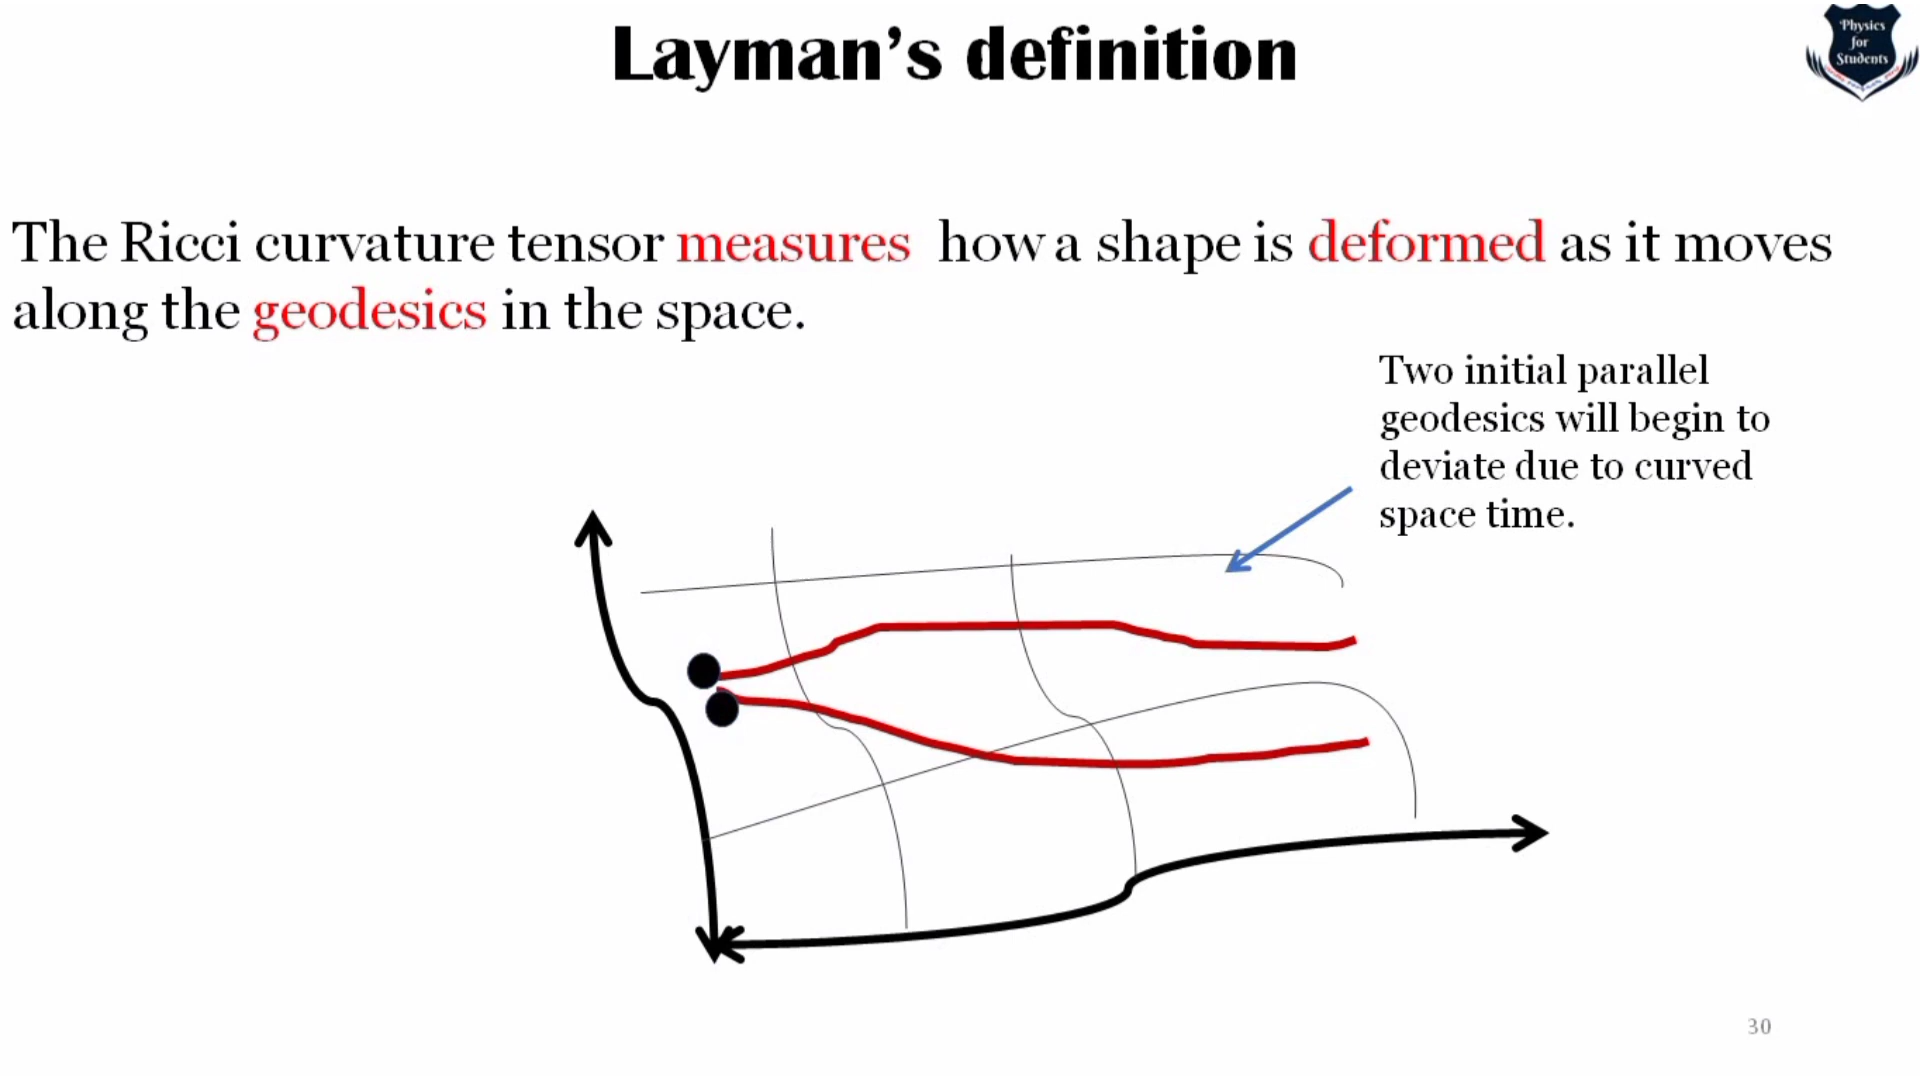 Layman’s definition
Physics
for
Students
The Ricci curvature tensor measures how a shape is deformed as it moves
along the geodesics in the space.
Two initial parallel
geodesics will begin to
deviate due to curved
space time.
30